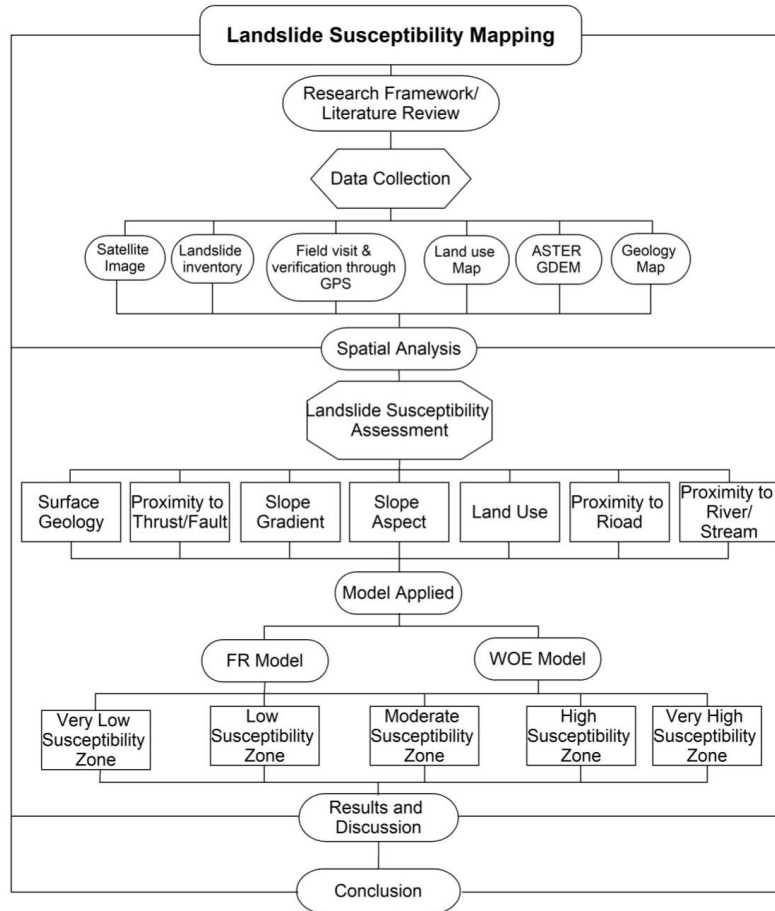 Landslide Susceptibility Mapping
Research Framework/
Literature Review
Data Collection
Satellite
Image
Landslide
inventory
Field visit &
verification through
GPS
Land use
Map
ASTER
GDEM
Geology
Map
Spatial Analysis
Landslide Susceptibility
Assessment
Surface
Geology
Proximity to
Thrust/Fault
Slope
Gradient
Slope
Aspect
Land Use
Proximity to
Rioad
Proximity to
River/
Stream
Model Applied
FR Model
WOE Model
Very Low
Susceptibility
Zone
Low
Susceptibility
Zone
Moderate
Susceptibility
Zone
High
Susceptibility
Zone
Very High
Susceptibility
Zone
Results and
Discussion
Conclusion